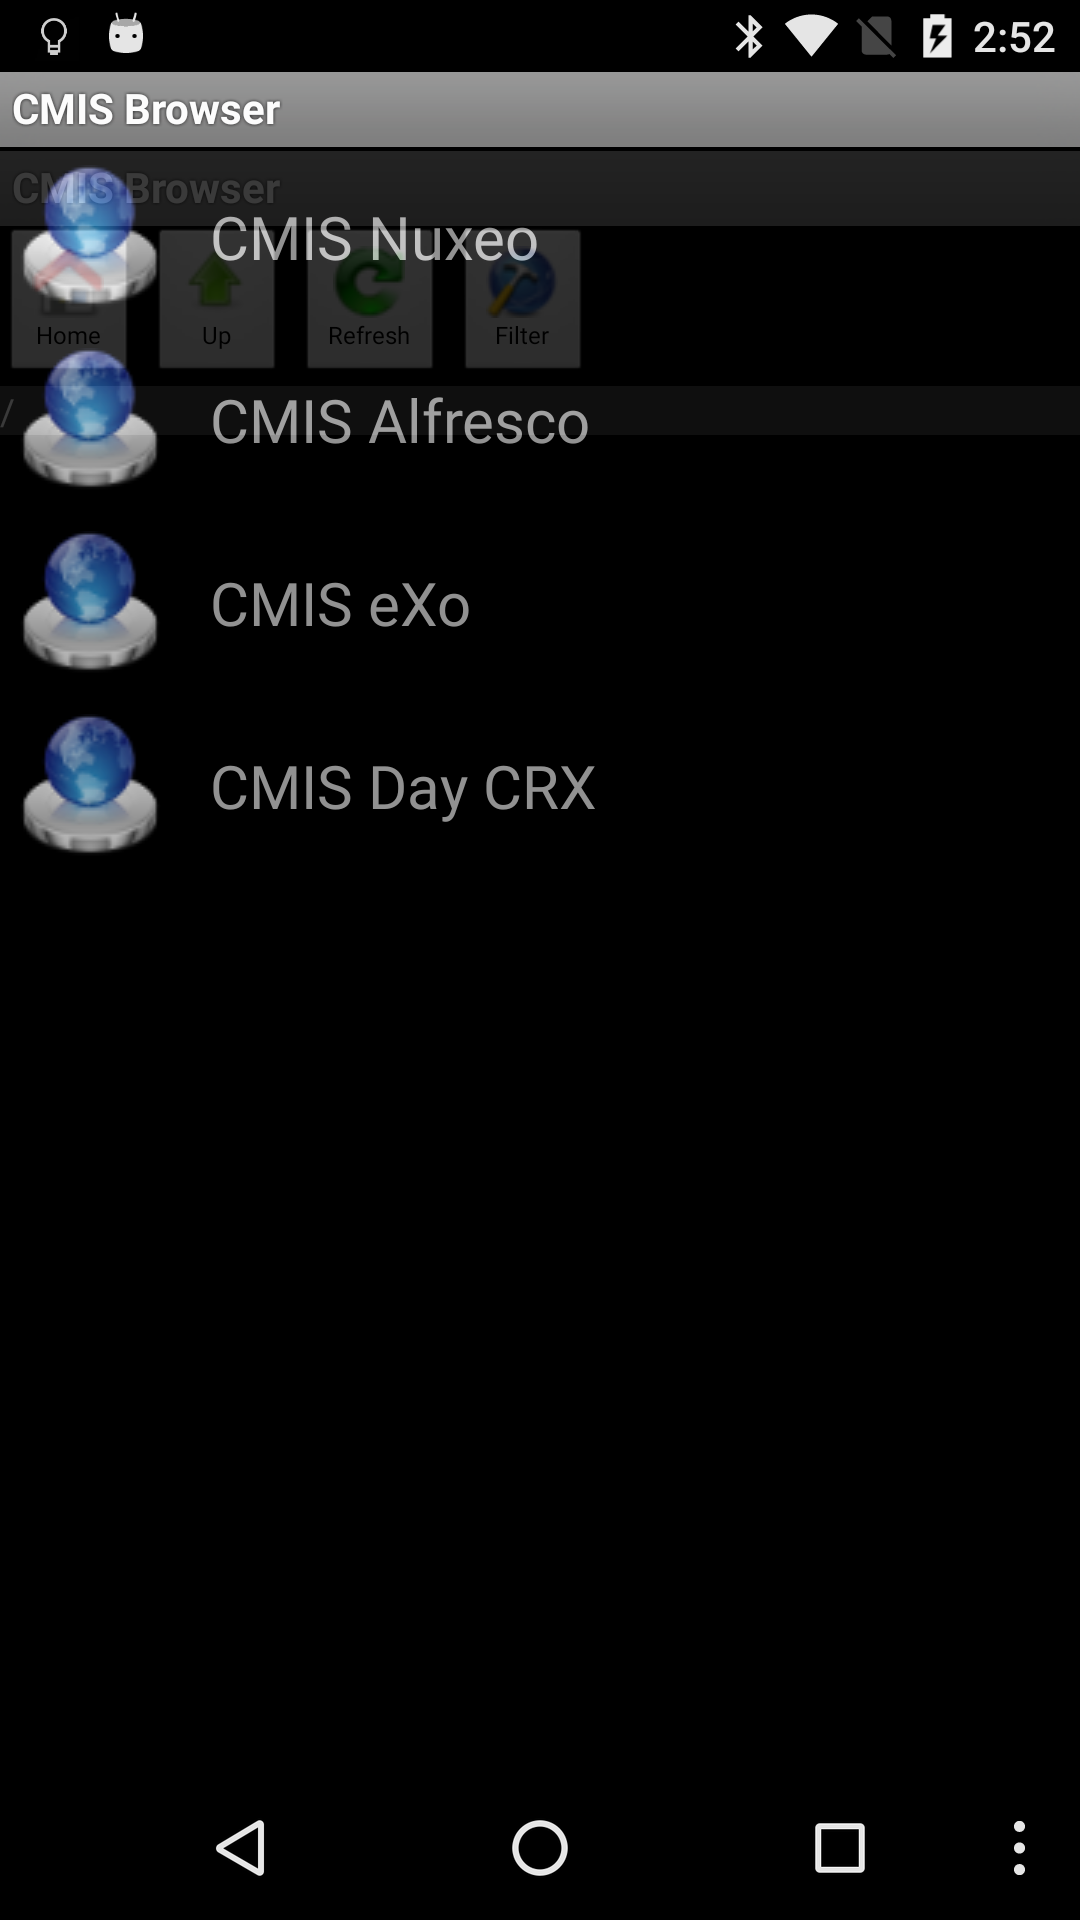 2:52
CMIS Browser
CMIS Browser
CMIS Nuxeo
Home Up Refresh Filter
/
CMIS Alfresco
CMIS eXo
CMIS Day CRX